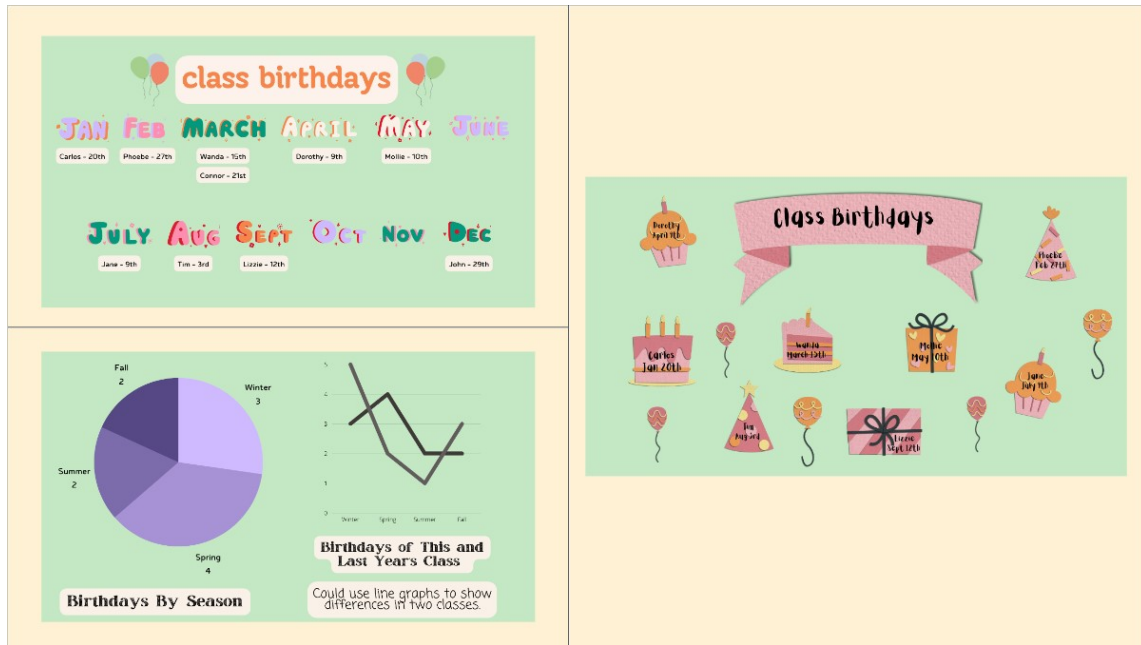 class birthdays
JAN FEB MARCH APRIL MAY JUNE
Carlos - 20th Phoebe - 27th Wanda - 15th Dorothy - 9th Mollie - 10th
Connor - 21st
JULY AUG SEPT OCT NOV DEC
Jane - 9th Tim - 3rd Lizzie - 12th John - 29th
Fall
2
Winter
3
Summer
2
Spring
4
Birthdays By Season
5
4
3
2
1
0
Winter Spring Summer Fall
Birthdays of This and
Last Years Class
Could use line graphs to show
differences in two classes.
Class Birthdays
Dorothy
April 9th
Phoebe
Feb 27th
Carlos
Jan 20th
Wanda
March 15th
Mollie
May 10th
Jane
July 9th
Tim
Aug 3rd
Lizzie
Sept 12th